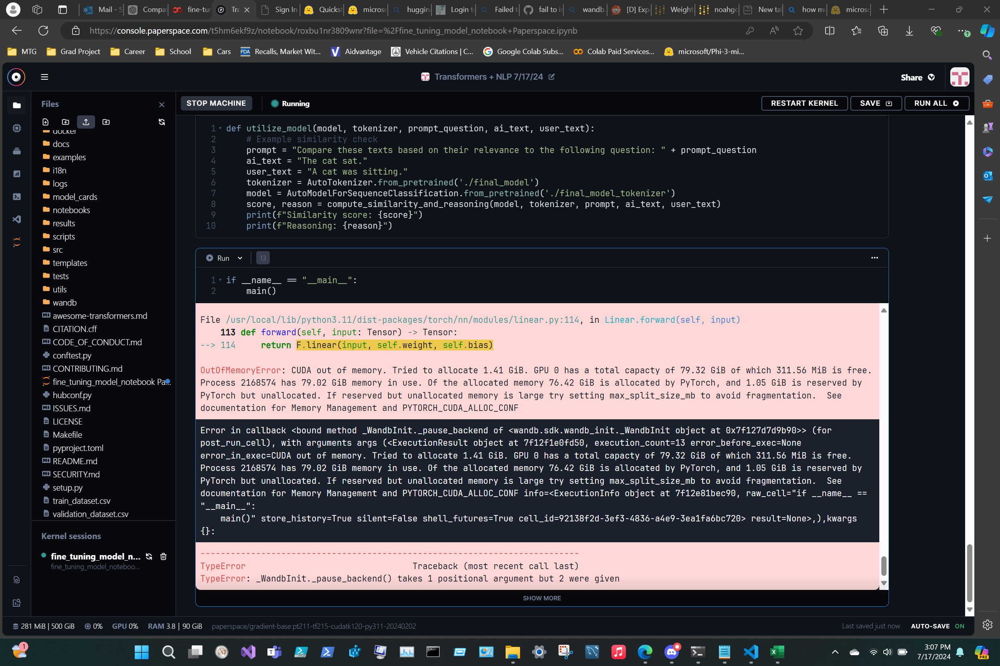 Mail - S
Compa
fine-tun
Tra
Sign In
Quickst
microso
huggin
Login to
Failed t
fail to i
wandb.
[D] Exp
Weight
noahgc
New tab
how mu
microso
https://console.paperspace.com/t5hm6ekf9z/notebook/roxbu1nr3809wnr?file=%2Ffine_tuning_model_notebook+Paperspace.ipynb
MTG
Grad Project
Career
School
Cars
FDA Recalls, Market Wit...
Aidvantage
Vehicle Citations | C...
Google Colab Subs...
Colab Paid Services...
microsoft/Phi-3-mi...
Transformers + NLP 7/17/24
Share
Files
STOP MACHINE
Running
RESTART KERNEL
SAVE
RUN ALL
docker
docs
examples
i18n
logs
model_cards
notebooks
results
scripts
src
templates
tests
utils
wandb
awesome-transformers.md
CITATION.cff
CODE_OF_CONDUCT.md
conftest.py
CONTRIBUTING.md
fine_tuning_model_notebook Pa...
hubconf.py
ISSUES.md
LICENSE
Makefile
pyproject.toml
README.md
SECURITY.md
setup.py
train_dataset.csv
validation_dataset.csv
Kernel sessions
fine_tuning_model_n...
fine_tuning_model_noteboo...
1 def utilize_model(model, tokenizer, prompt_question, ai_text, user_text):
2 # Example similarity check
3 prompt = "Compare these texts based on their relevance to the following question: " + prompt_question
4 ai_text = "The cat sat."
5 user_text = "A cat was sitting."
6 tokenizer = AutoTokenizer.from_pretrained('./final_model')
7 model = AutoModelForSequenceClassification.from_pretrained('./final_model_tokenizer')
8 score, reason = compute_similarity_and_reasoning(model, tokenizer, prompt, ai_text, user_text)
9 print(f"Similarity score: {score}")
10 print(f"Reasoning: {reason}")
Run
13
1 if __name__ == "__main__":
2 main()
File /usr/local/lib/python3.11/dist-packages/torch/nn/modules/linear.py:114, in Linear.forward(self, input)
113 def forward(self, input: Tensor) -> Tensor:
--> 114 return F.linear(input, self.weight, self.bias)
OutOfMemoryError: CUDA out of memory. Tried to allocate 1.41 GiB. GPU 0 has a total capacty of 79.32 GiB of which 311.56 MiB is free.
Process 2168574 has 79.02 GiB memory in use. Of the allocated memory 76.42 GiB is allocated by PyTorch, and 1.05 GiB is reserved by
PyTorch but unallocated. If reserved but unallocated memory is large try setting max_split_size_mb to avoid fragmentation.  See
documentation for Memory Management and PYTORCH_CUDA_ALLOC_CONF
Error in callback <bound method _WandbInit._pause_backend of <wandb.sdk.wandb_init._WandbInit object at 0x7f127d7d9b90>> (for
post_run_cell), with arguments args (<ExecutionResult object at 7f12f1e0fd50, execution_count=13 error_before_exec=None
error_in_exec=CUDA out of memory. Tried to allocate 1.41 GiB. GPU 0 has a total capacty of 79.32 GiB of which 311.56 MiB is free.
Process 2168574 has 79.02 GiB memory in use. Of the allocated memory 76.42 GiB is allocated by PyTorch, and 1.05 GiB is reserved by
PyTorch but unallocated. If reserved but unallocated memory is large try setting max_split_size_mb to avoid fragmentation.  See
documentation for Memory Management and PYTORCH_CUDA_ALLOC_CONF info=<ExecutionInfo object at 7f12e81bec90, raw_cell="if __name__ ==
"__main__":
main()" store_history=True silent=False shell_futures=True cell_id=92138f2d-3ef3-4836-a4e9-3ea1fa6bc720> result=None>,),kwargs
{}:
---------------------------------------------------------------------------
TypeError Traceback (most recent call last)
TypeError: _WandbInit._pause_backend() takes 1 positional argument but 2 were given
SHOW MORE
281 MiB | 500 GiB
0%
GPU 0%
RAM 3.8 | 90 GiB
paperspace/gradient-base:pt211-tf215-cudatk120-py311-20240202
Last saved just now
AUTO-SAVE ON
1
3:07 PM
7/17/2024
PRE